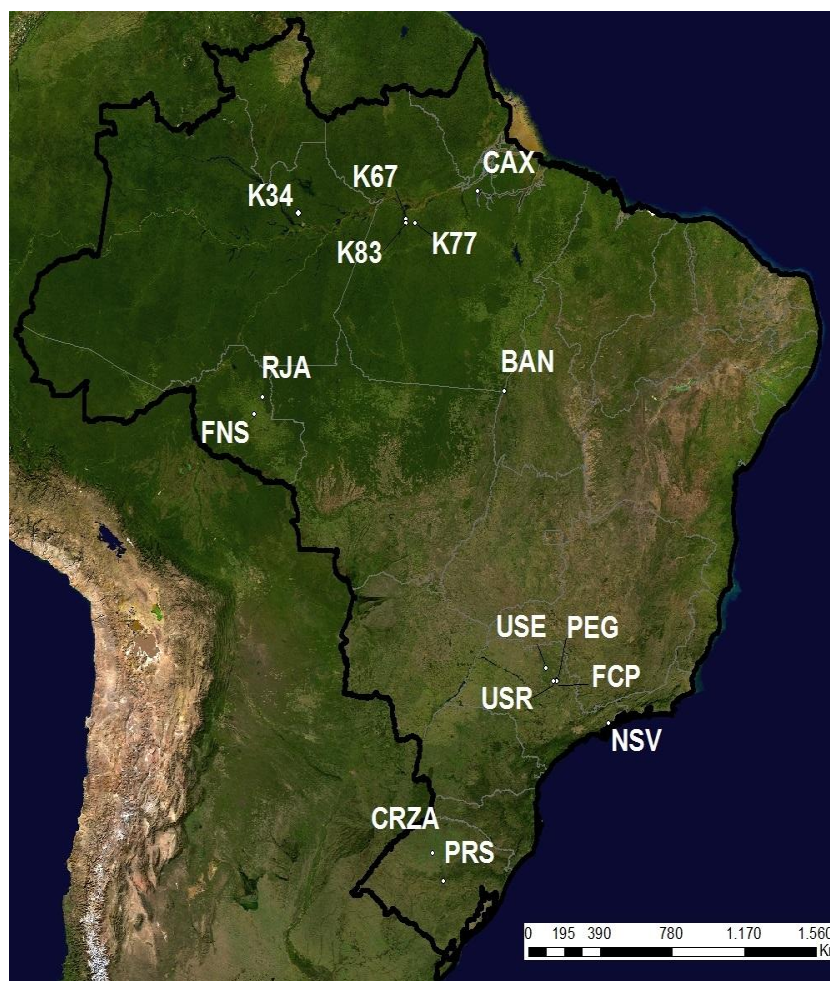 CAX
K67
K34
K77
K83
BAN
RJA
FNS
USE PEG
FCP
USR
NSV
CRZA
PRS
0 195 390 780 1.170 1.560